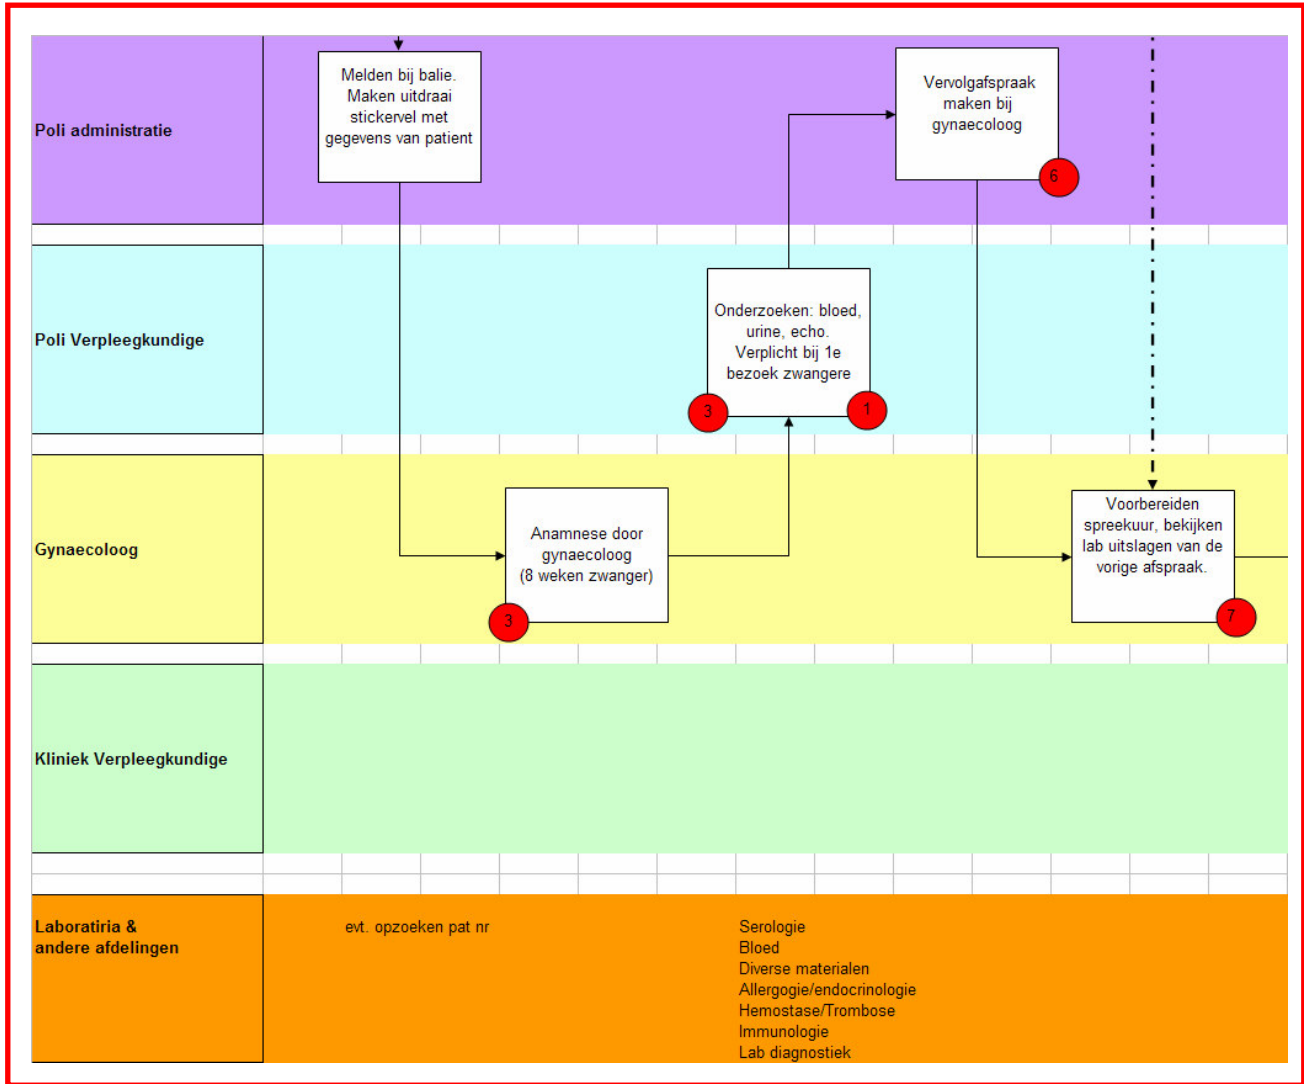 Poli administratie
Melden bij balie.
Maken uitdraai
stickervel met
gegevens van patient
Vervolgafspraak
maken bij
gynaecoloog
6
Poli Verpleegkundige
Onderzoeken: bloed,
urine, echo.
Verplicht bij 1e
bezoek zwangere
3
1
Gynaecoloog
Anamnese door
gynaecoloog
(8 weken zwanger)
3
Voorbereiden
spreekuur, bekijken
lab uitslagen van de
vorige afspraak.
7
Kliniek Verpleegkundige
Laboratiria &
andere afdelingen
evt. opzoeken pat nr
Serologie
Bloed
Diverse materialen
Allergogie/endocrinologie
Hemostase/Trombose
Immunologie
Lab diagnostiek